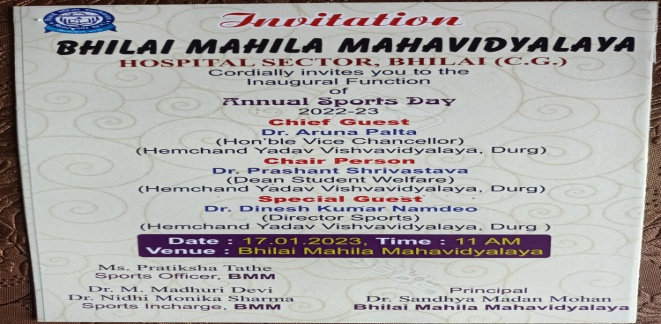 Invitation
BHILAI MAHILA MAHAVIDYALAYA
HOSPITAL SECTOR, BHILAI (C.G.)
Cordially invites you to the
Inaugural Function
of
Annual Sports Day
2022-23
Chief Guest
Dr. Aruna Palta
(Hon'ble Vice Chancellor)
(Hemchand Yadav Vishvavidyalaya, Durg)
Chair Person
Dr. Prashant Shrivastava
(Dean Student Welfare)
(Hemchand Yadav Vishvavidyalaya, Durg)
Special Guest
Dr. Dinesh Kumar Namdeo
(Director Sports)
(Hemchand Yadav Vishvavidyalaya, Durg )
Date : 17.01.2023, Time : 11 AM
Venue : Bhilai Mahila Mahavidyalaya
Ms. Pratiksha Tathe
Sports Officer, BMM
Dr. M. Madhuri Devi
Dr. Nidhi Monika Sharma
Sports Incharge, BMM
Principal
Dr. Sandhya Madan Mohan
Bhilai Mahila Mahavidyalaya